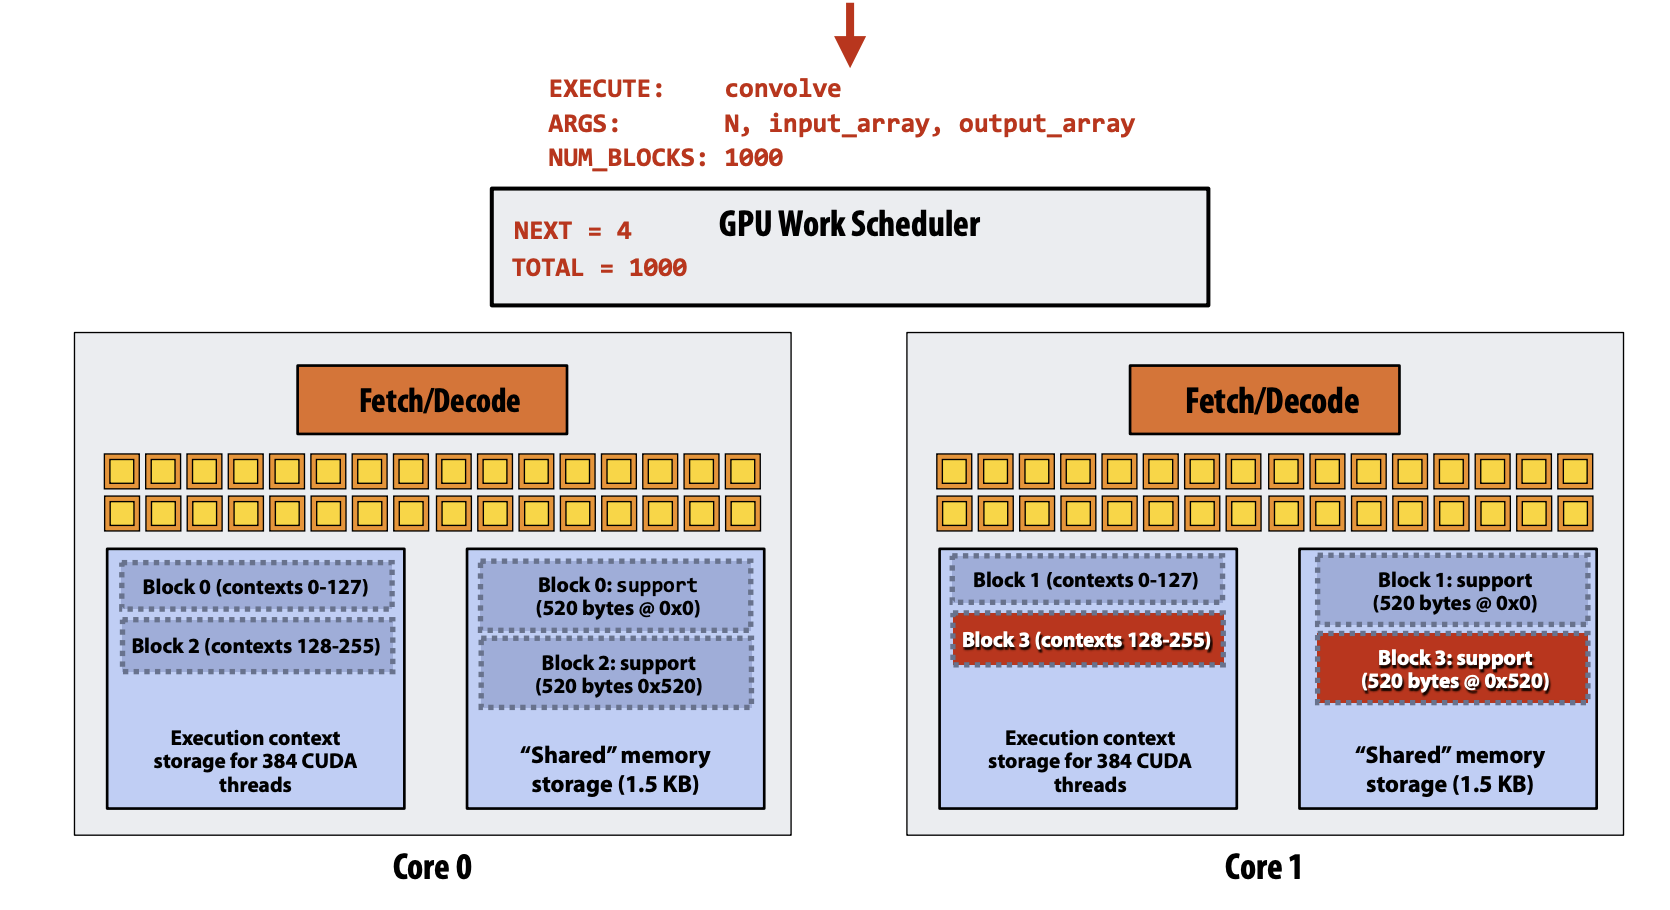 EXECUTE: convolve
ARGS: N, input_array, output_array
NUM_BLOCKS: 1000
GPU Work Scheduler
NEXT = 4
TOTAL = 1000
Fetch/Decode
Block 0 (contexts 0-127)
Block 2 (contexts 128-255)
Execution context
storage for 384 CUDA
threads
Block 0: support
(520 bytes @ 0x0)
Block 2: support
(520 bytes 0x520)
“Shared” memory
storage (1.5 KB)
Core 0
Fetch/Decode
Block 1 (contexts 0-127)
Block 3 (contexts 128-255)
Execution context
storage for 384 CUDA
threads
Block 1: support
(520 bytes @ 0x0)
Block 3: support
(520 bytes @ 0x520)
“Shared” memory
storage (1.5 KB)
Core 1